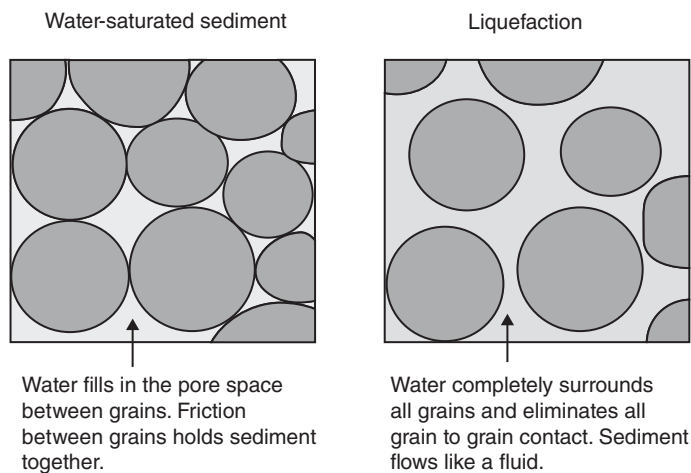 Water-saturated sediment
Liquefaction
Water fills in the pore space
between grains. Friction
between grains holds sediment
together.
Water completely surrounds
all grains and eliminates all
grain to grain contact. Sediment
flows like a fluid.